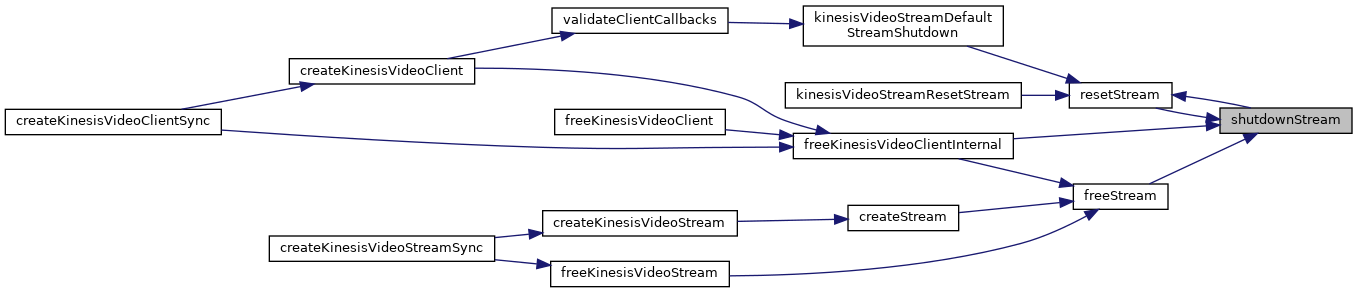 validateClientCallbacks
kinesisVideoStreamDefault
StreamShutdown
createKinesisVideoClient
kinesisVideoStreamResetStream
resetStream
createKinesisVideoClientSync
freeKinesisVideoClient
shutdownStream
freeKinesisVideoClientInternal
freeStream
createStream
createKinesisVideoStream
createKinesisVideoStreamSync
freeKinesisVideoStream